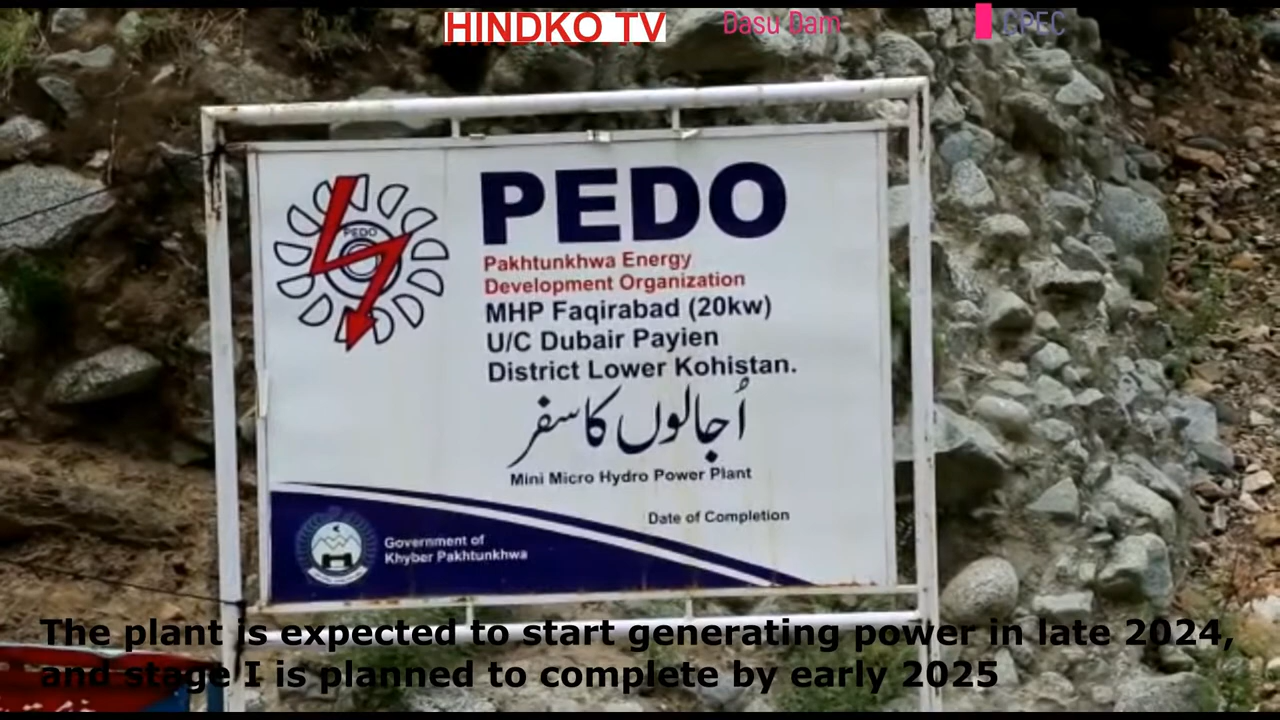 HINDKO TV
Dasu Dam
CPEC
PEDO
PEDO
Pakhtunkhwa Energy
Development Organization
MHP Faqirabad (20kw)
U/C Dubair Payien
District Lower Kohistan.
اُجالوں کا سفر
Mini Micro Hydro Power Plant
Date of Completion
Government of
Khyber Pakhtunkhwa
The plant is expected to start generating power in late 2024,
and stage I is planned to complete by early 2025